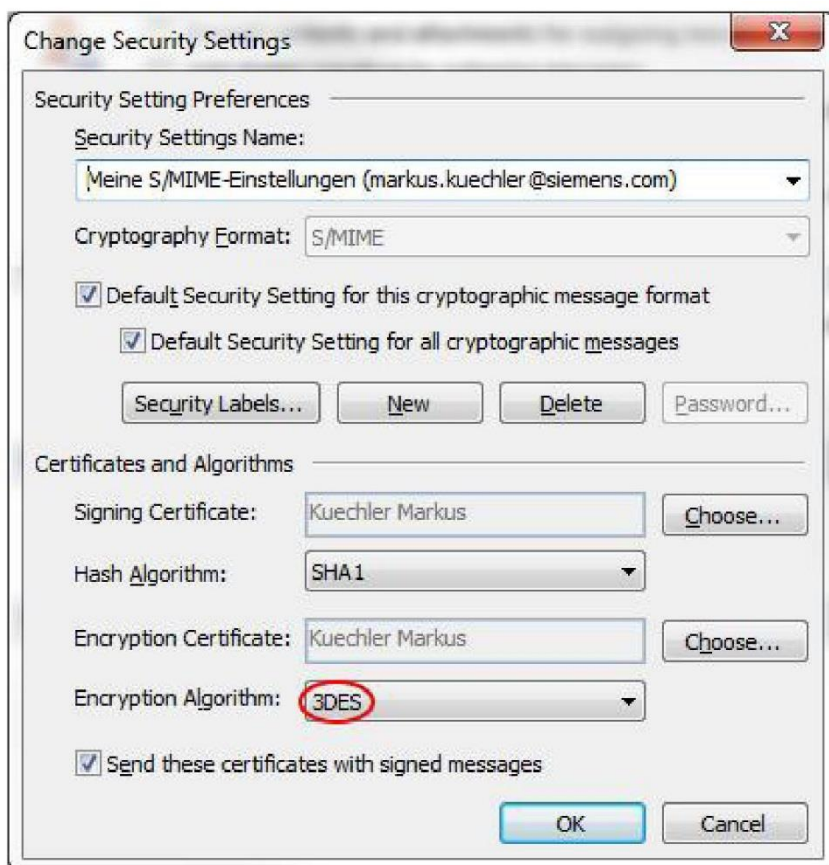 Change Security Settings
Security Setting Preferences
Security Settings Name:
Meine S/MIME-Einstellungen (markus.kuechler@siemens.com)
Cryptography Format: S/MIME
Default Security Setting for this cryptographic message format
Default Security Setting for all cryptographic messages
Security Labels... New Delete Password...
Certificates and Algorithms
Signing Certificate: Kuechler Markus Choose...
Hash Algorithm: SHA1
Encryption Certificate: Kuechler Markus Choose...
Encryption Algorithm: 3DES
Send these certificates with signed messages
OK Cancel